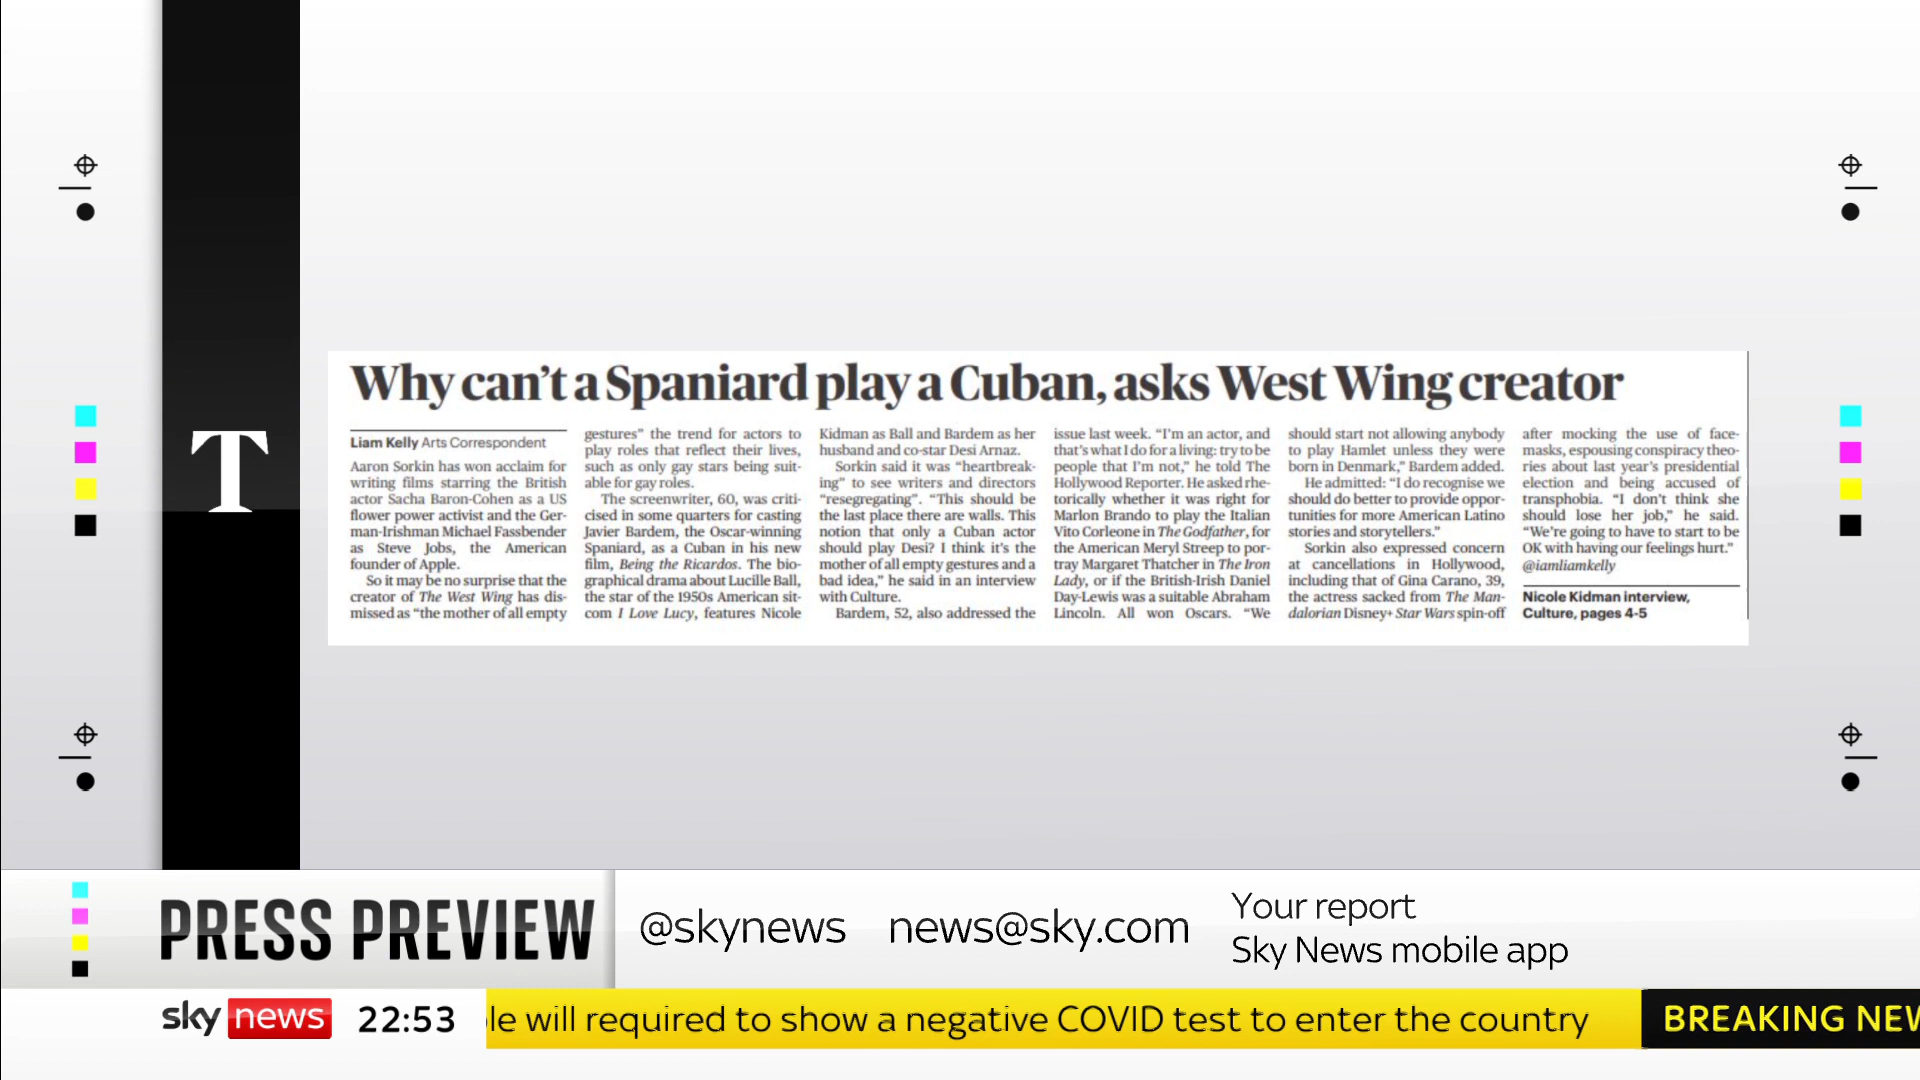 T
Why can't a Spaniard play a Cuban, asks West Wing creator
Liam Kelly Arts Correspondent
Aaron Sorkin has won acclaim for
writing films starring the British
actor Sacha Baron-Cohen as a US
flower power activist and the Ger-
man-Irishman Michael Fassbender
as Steve Jobs, the American
founder of Apple.
So it may be no surprise that the
creator of The West Wing has dis-
missed as “the mother of all empty
gestures” the trend for actors to
play roles that reflect their lives,
such as only gay stars being suit-
able for gay roles.
The screenwriter, 60, was criti-
cised in some quarters for casting
Javier Bardem, the Oscar-winning
Spaniard, as a Cuban in his new
film, Being the Ricardos. The bio-
graphical drama about Lucille Ball,
the star of the 1950s American sit-
com I Love Lucy, features Nicole
Kidman as Ball and Bardem as her
husband and co-star Desi Arnaz.
Sorkin said it was “heartbreak-
ing” to see writers and directors
“resegregating”. “This should be
the last place there are walls. This
notion that only a Cuban actor
should play Desi? I think it's the
mother of all empty gestures and a
bad idea,” he said in an interview
with Culture.
Bardem, 52, also addressed the
issue last week. “I'm an actor, and
that's what I do for a living: try to be
people that I'm not,” he told The
Hollywood Reporter. He asked rhe-
torically whether it was right for
Marlon Brando to play the Italian
Vito Corleone in The Godfather, for
the American Meryl Streep to por-
tray Margaret Thatcher in The Iron
Lady, or if the British-Irish Daniel
Day-Lewis was a suitable Abraham
Lincoln. All won Oscars. “We
should start not allowing anybody
to play Hamlet unless they were
born in Denmark,” Bardem added.
He admitted: “I do recognise we
should do better to provide oppor-
tunities for more American Latino
stories and storytellers.”
Sorkin also expressed concern
at cancellations in Hollywood,
including that of Gina Carano, 39,
the actress sacked from The Man-
dalorian Disney+ Star Wars spin-off
after mocking the use of face-
masks, espousing conspiracy theo-
ries about last year's presidential
election and being accused of
transphobia. “I don't think she
should lose her job,” he said.
“We're going to have to start to be
OK with having our feelings hurt.”
@iamliamkelly
Nicole Kidman interview,
Culture, pages 4-5
PRESS PREVIEW
@skynews news@sky.com
Your report
Sky News mobile app
sky news 22:53 le will required to show a negative COVID test to enter the country BREAKING NEW